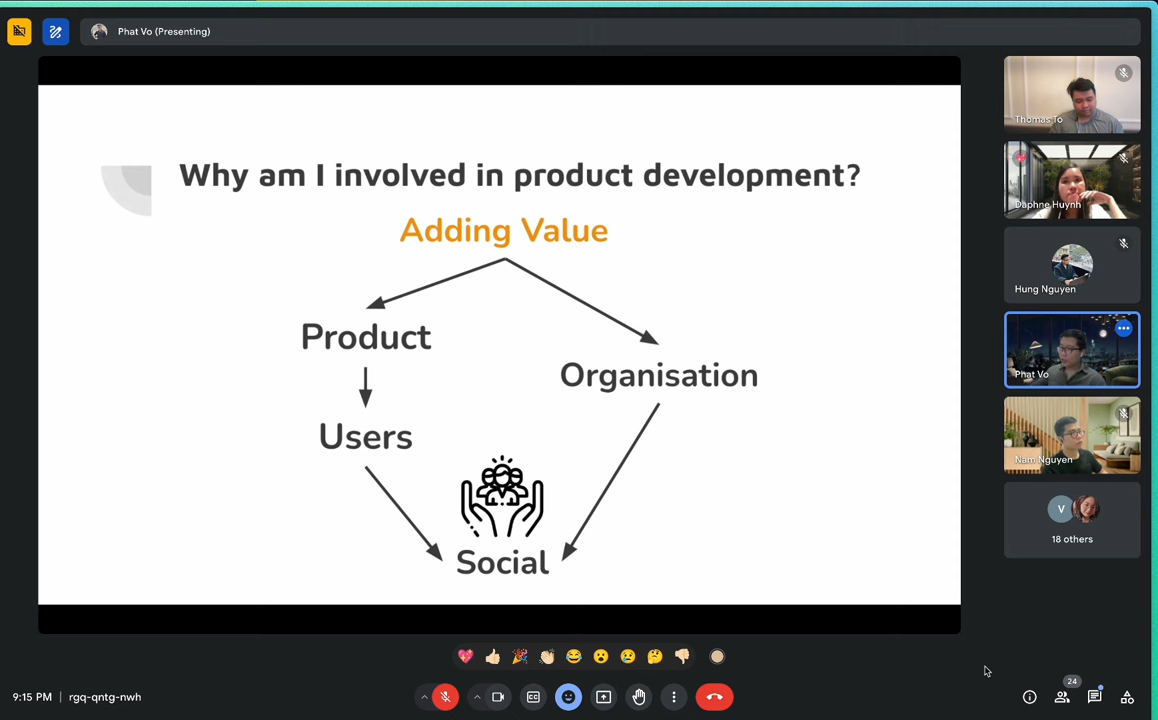 Phat Vo (Presenting)
Why am I involved in product development?
Adding Value
Product
Organisation
Users
Social
Thomas To
Daphne Huynh
Hung Nguyen
Phat Vo
Nam Nguyen
V
18 others
9:15 PM | rgq-qntg-nwh
24